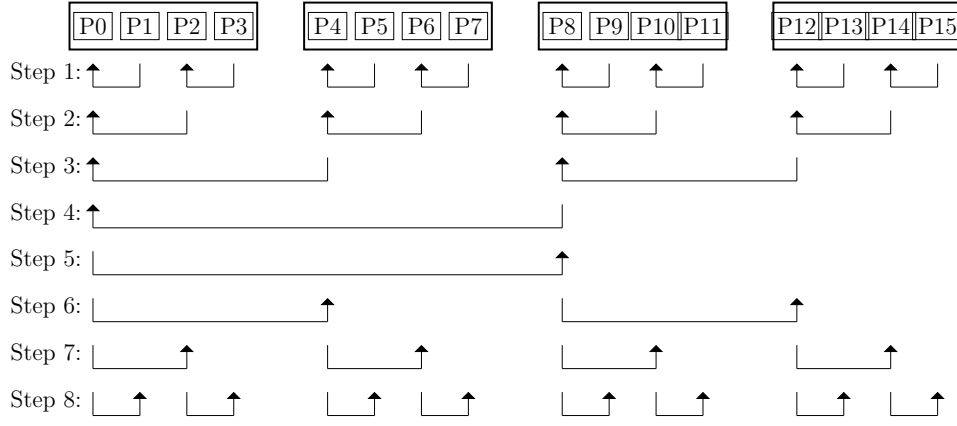 P0 P1 P2 P3 P4 P5 P6 P7 P8 P9 P10 P11 P12 P13 P14 P15
Step 1:
Step 2:
Step 3:
Step 4:
Step 5:
Step 6:
Step 7:
Step 8: